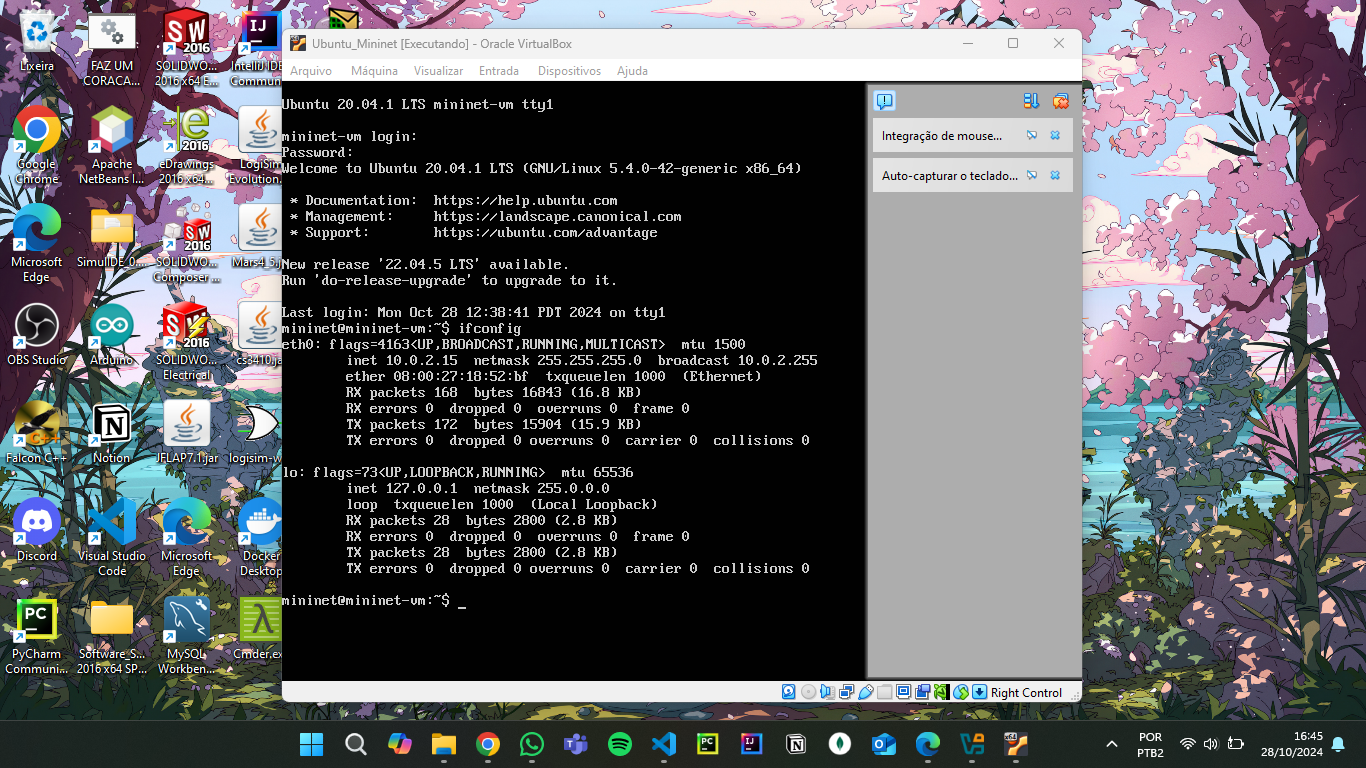 Lixeira
FAZ UM
CORACA...
SOLIDWO...
2016 x64 E...
IntelliJ IDE
Commun
Google
Chrome
Apache
NetBeans I...
eDrawings
2016 x64...
LogiSim
Evolution.
Microsoft
Edge
SimulIDE_0....
SOLIDWO...
Composer ...
Mars4_5.j
OBS Studio
Arduino
SOLIDWO...
Electrical
cs3410.ja
Falcon C++
Notion
JFLAP7.1.jar
logisim-w
Discord
Visual Studio
Code
Microsoft
Edge
Docker
Desktop
PyCharm
Communi...
Software_S...
2016 x64 SP...
MySQL
Workben...
Cmder.ex
Ubuntu_Mininet [Executando] - Oracle VirtualBox
Arquivo Máquina Visualizar Entrada Dispositivos Ajuda
Ubuntu 20.04.1 LTS mininet-vm tty1
mininet-vm login:
Password:
Welcome to Ubuntu 20.04.1 LTS (GNU/Linux 5.4.0-42-generic x86_64)
* Documentation: https://help.ubuntu.com
* Management: https://landscape.canonical.com
* Support: https://ubuntu.com/advantage
New release '22.04.5 LTS' available.
Run 'do-release-upgrade' to upgrade to it.
Last login: Mon Oct 28 12:38:41 PDT 2024 on tty1
mininet@mininet-vm:~$ ifconfig
eth0: flags=4163<UP,BROADCAST,RUNNING,MULTICAST> mtu 1500
inet 10.0.2.15 netmask 255.255.255.0 broadcast 10.0.2.255
ether 08:00:27:18:52:bf txqueuelen 1000 (Ethernet)
RX packets 168 bytes 16843 (16.8 KB)
RX errors 0 dropped 0 overruns 0 frame 0
TX packets 172 bytes 15904 (15.9 KB)
TX errors 0 dropped 0 overruns 0 carrier 0 collisions 0
lo: flags=73<UP,LOOPBACK,RUNNING> mtu 65536
inet 127.0.0.1 netmask 255.0.0.0
loop txqueuelen 1000 (Local Loopback)
RX packets 28 bytes 2800 (2.8 KB)
RX errors 0 dropped 0 overruns 0 frame 0
TX packets 28 bytes 2800 (2.8 KB)
TX errors 0 dropped 0 overruns 0 carrier 0 collisions 0
mininet@mininet-vm:~$ _
Integração de mouse...
Auto-capturar o teclado...
Right Control
POR
PTB2
16:45
28/10/2024